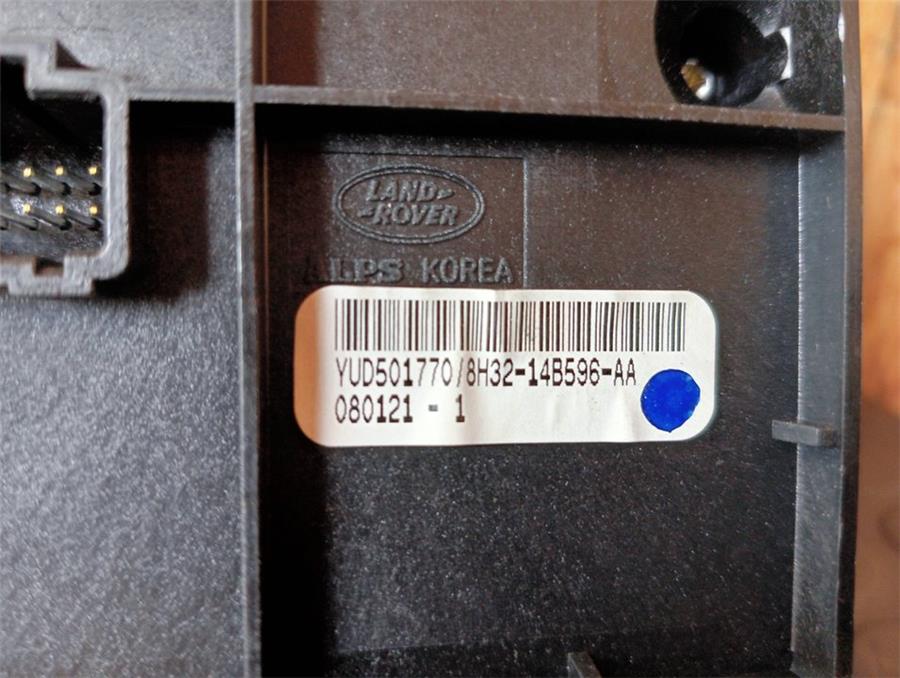 LAND-
-ROVER
ALPS KOREA
YUD501770/8H32-14B596-AA
080121 - 1